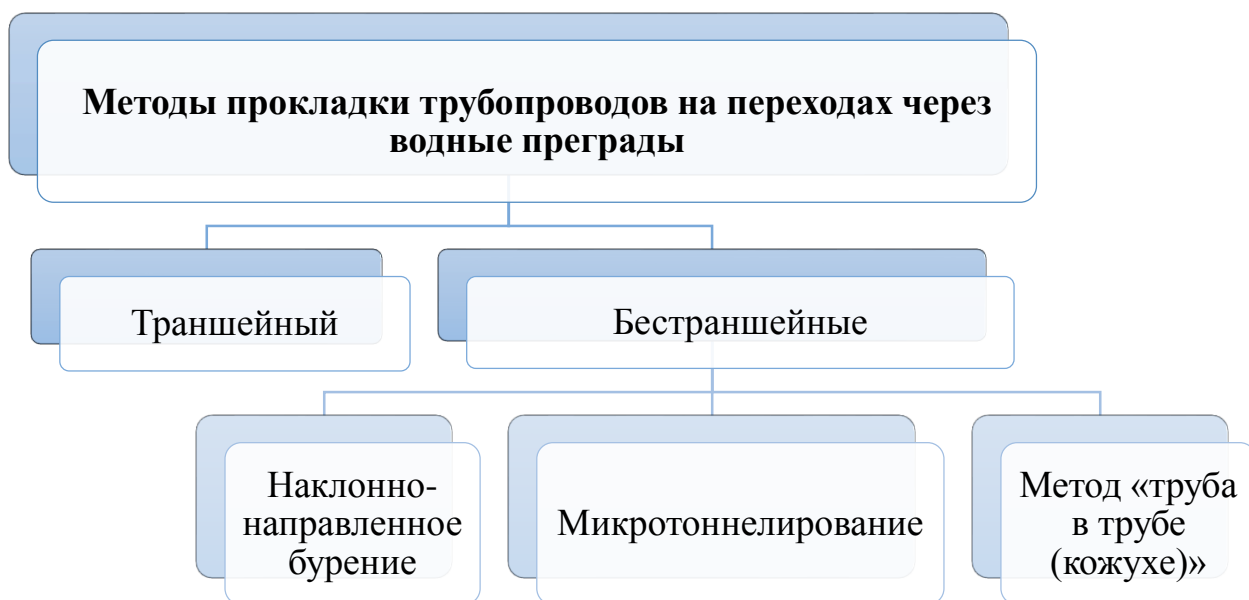 Методы прокладки трубопроводов на переходах через
водные преграды
Траншейный
Бестраншейные
Наклонно-
направленное
бурение
Микротоннелирование
Метод «труба
в трубе
(кожухе)»